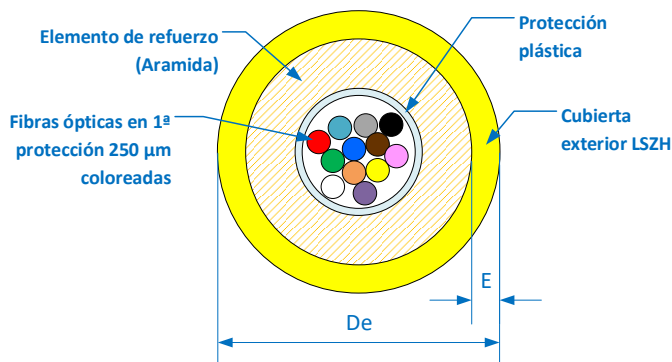 Elemento de refuerzo
(Aramida)
Fibras ópticas en 1ª
protección 250 µm
coloreadas
Protección
plástica
Cubierta
exterior LSZH
E
De